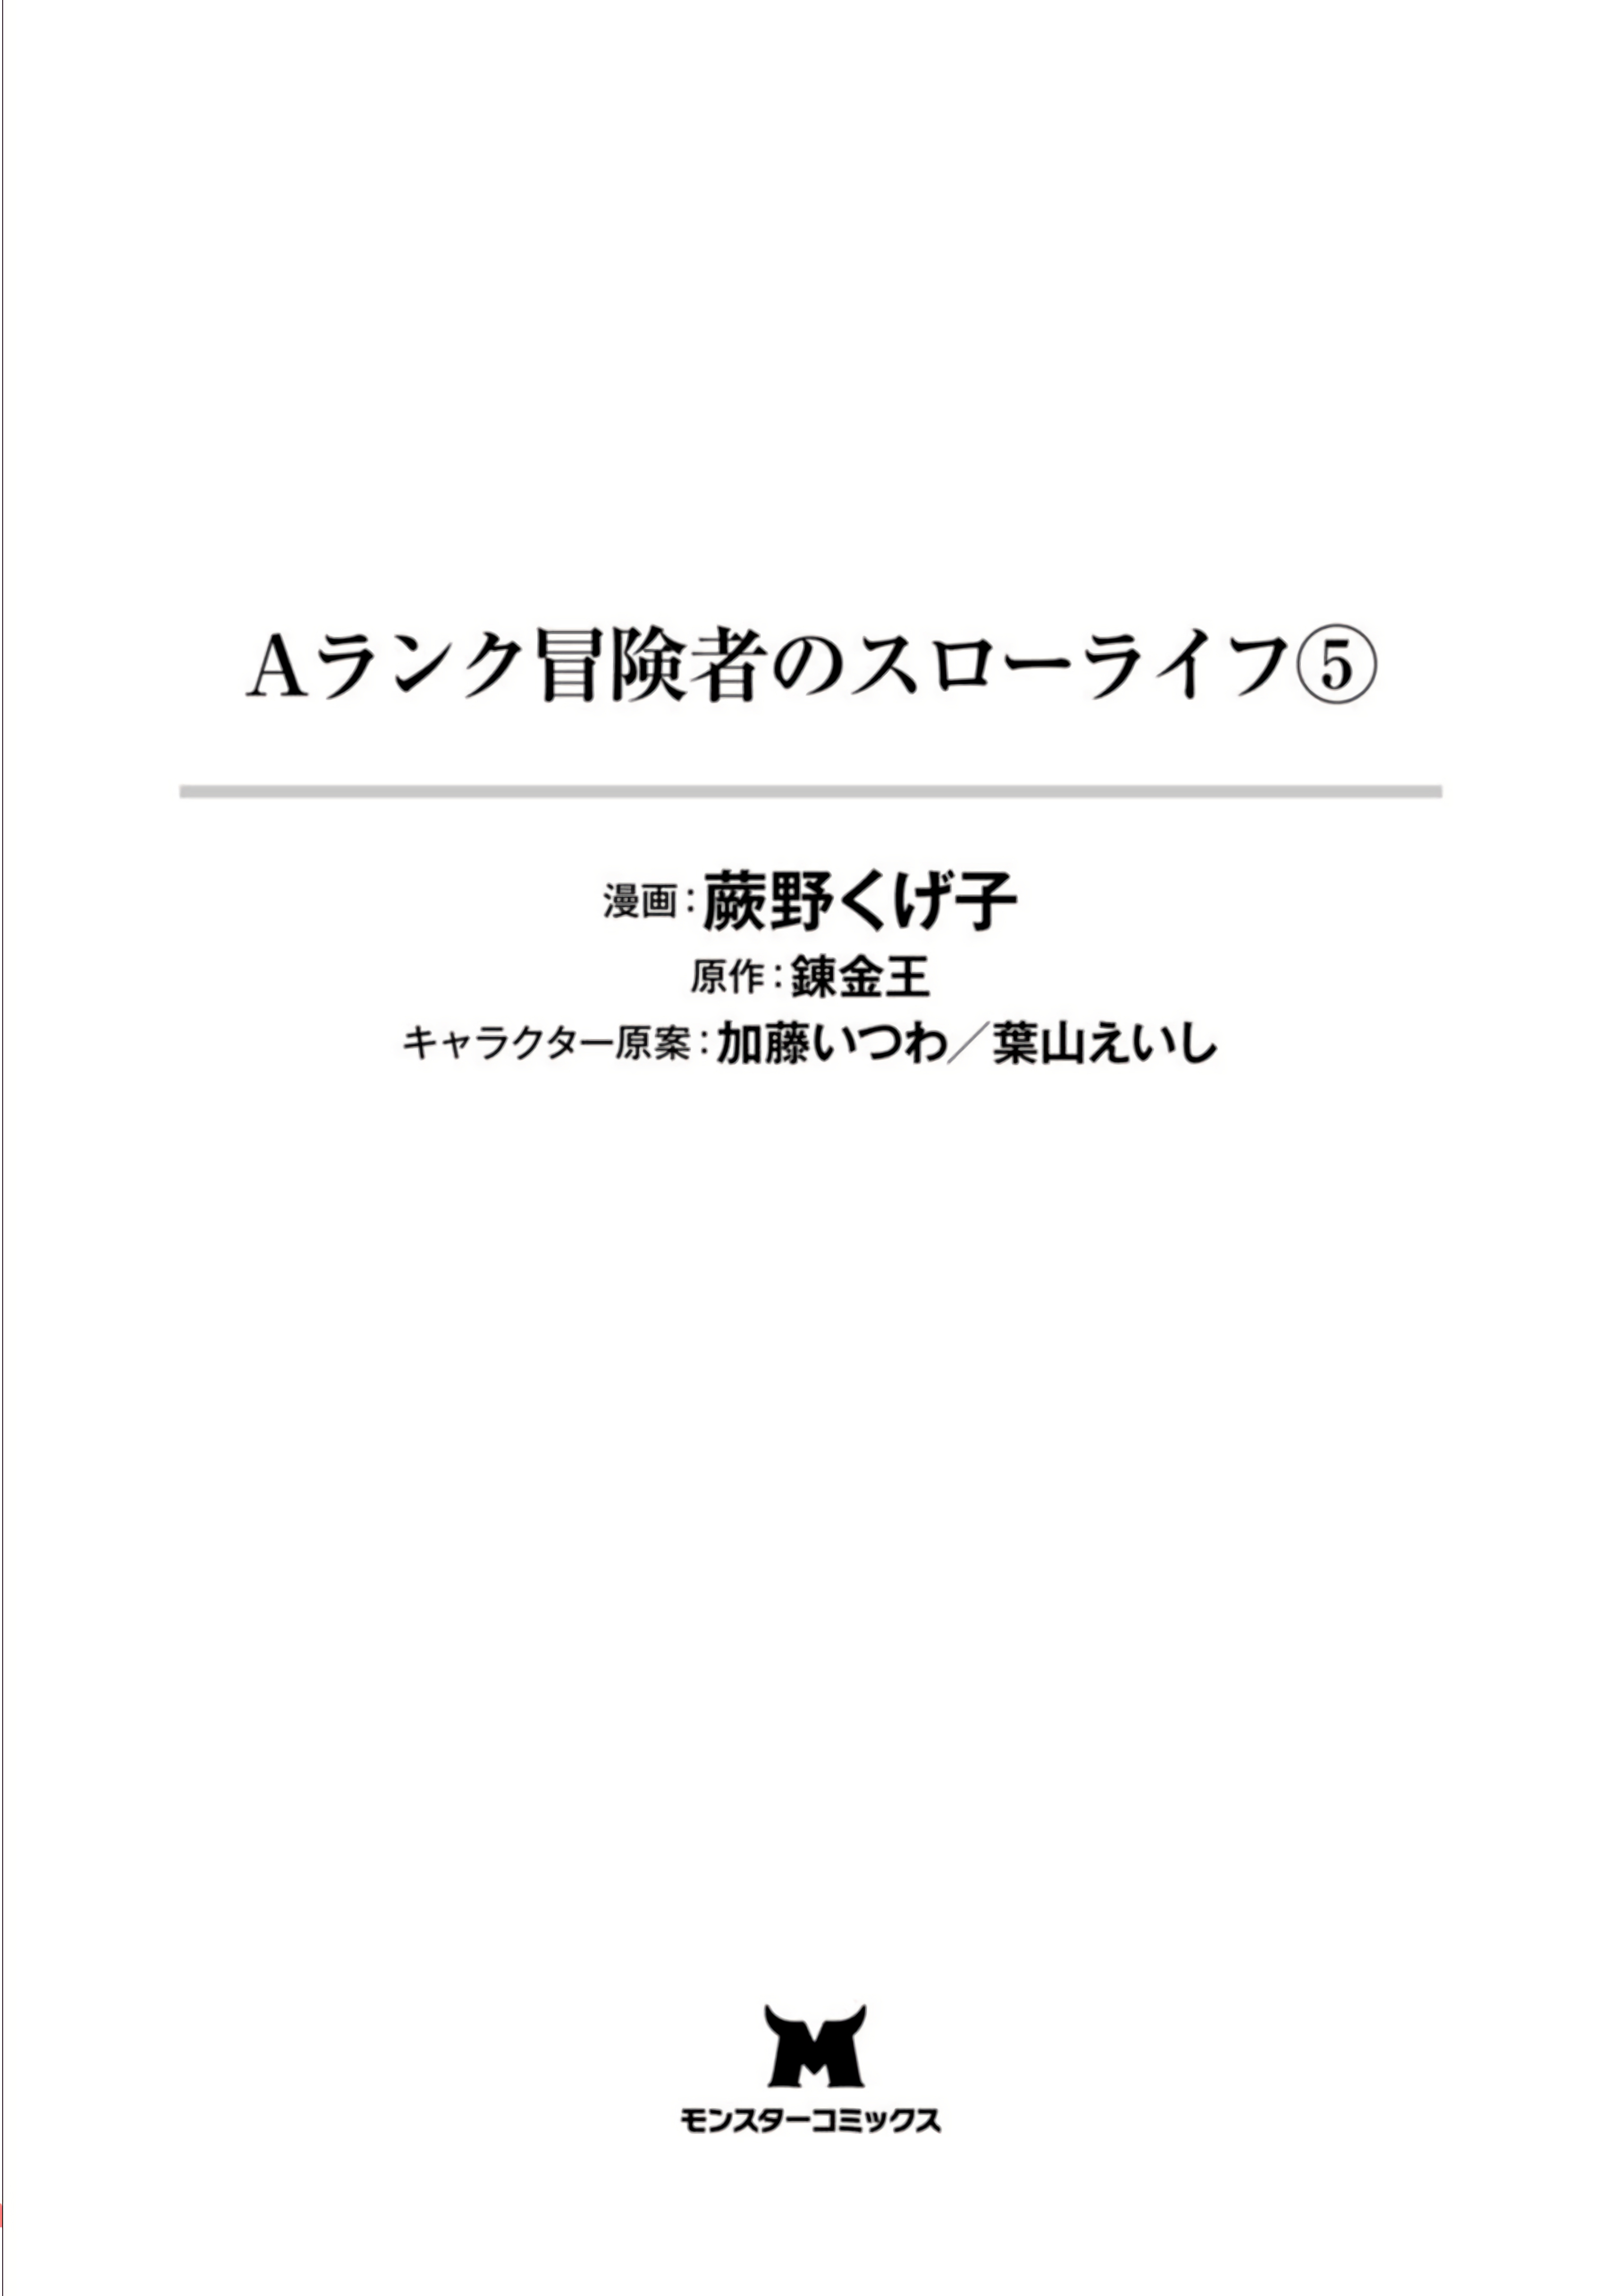 Aランク冒険者のスローライフ⑤
漫画：蕨野くげ子
原作：錬金王
キャラクター原案：加藤いつわ／葉山えいし
モンスターコミックス